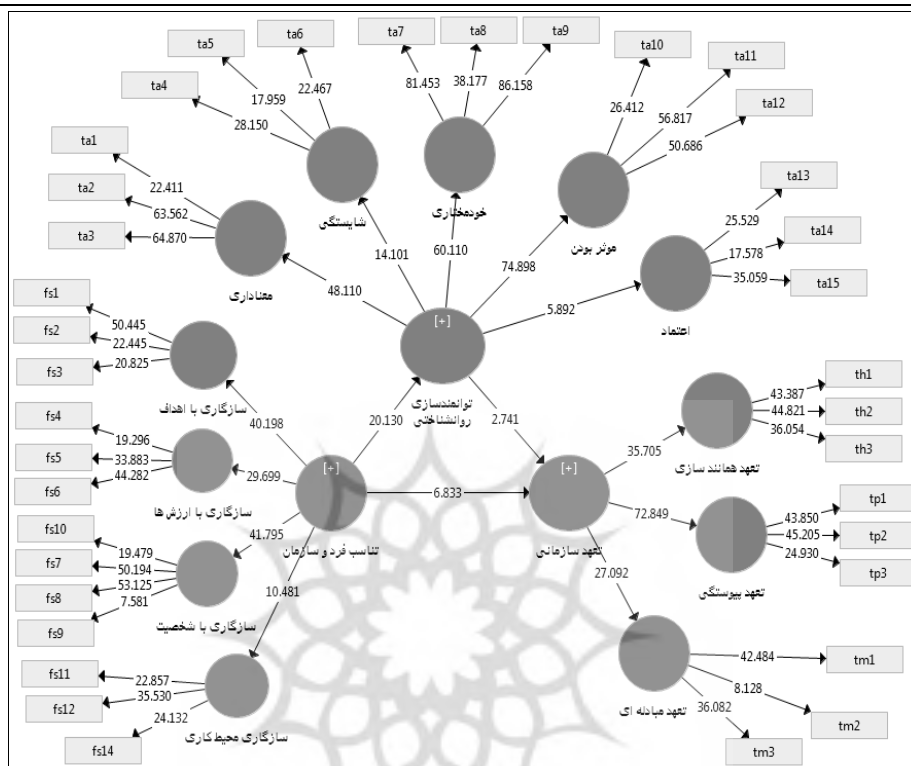 ta6
ta5
ta4
22.467
17.959
28.150
شایستگی
ta7
ta8
ta9
81.453
38.177
86.158
خودمختاری
ta10
ta11
ta12
26.412
56.817
50.686
موثر بودن
ta1
ta2
ta3
22.411
63.562
64.870
معناداری
ta13
ta14
ta15
25.529
17.578
35.059
اعتماد
48.110
14.101
60.110
74.898
5.892
[+]
توانمندسازی
روانشناختی
fs1
fs2
fs3
50.445
22.445
20.825
سازگاری با اهداف
fs4
fs5
fs6
19.296
33.883
44.282
سازگاری با ارزش ها
fs10
fs7
fs8
fs9
19.479
50.194
53.125
7.581
سازگاری با شخصیت
fs11
fs12
fs14
22.857
35.530
24.132
سازگاری محیط کاری
40.198
29.699
41.795
10.481
20.130
6.833
2.741
[+]
تناسب فرد و سازمان
[+]
تعهد سازمانی
35.705
72.849
27.092
th1
th2
th3
43.387
44.821
36.054
تعهد همانند سازی
tp1
tp2
tp3
43.850
45.205
24.930
تعهد پیوستگی
tm1
tm2
tm3
42.484
8.128
36.082
تعهد مبادله ای